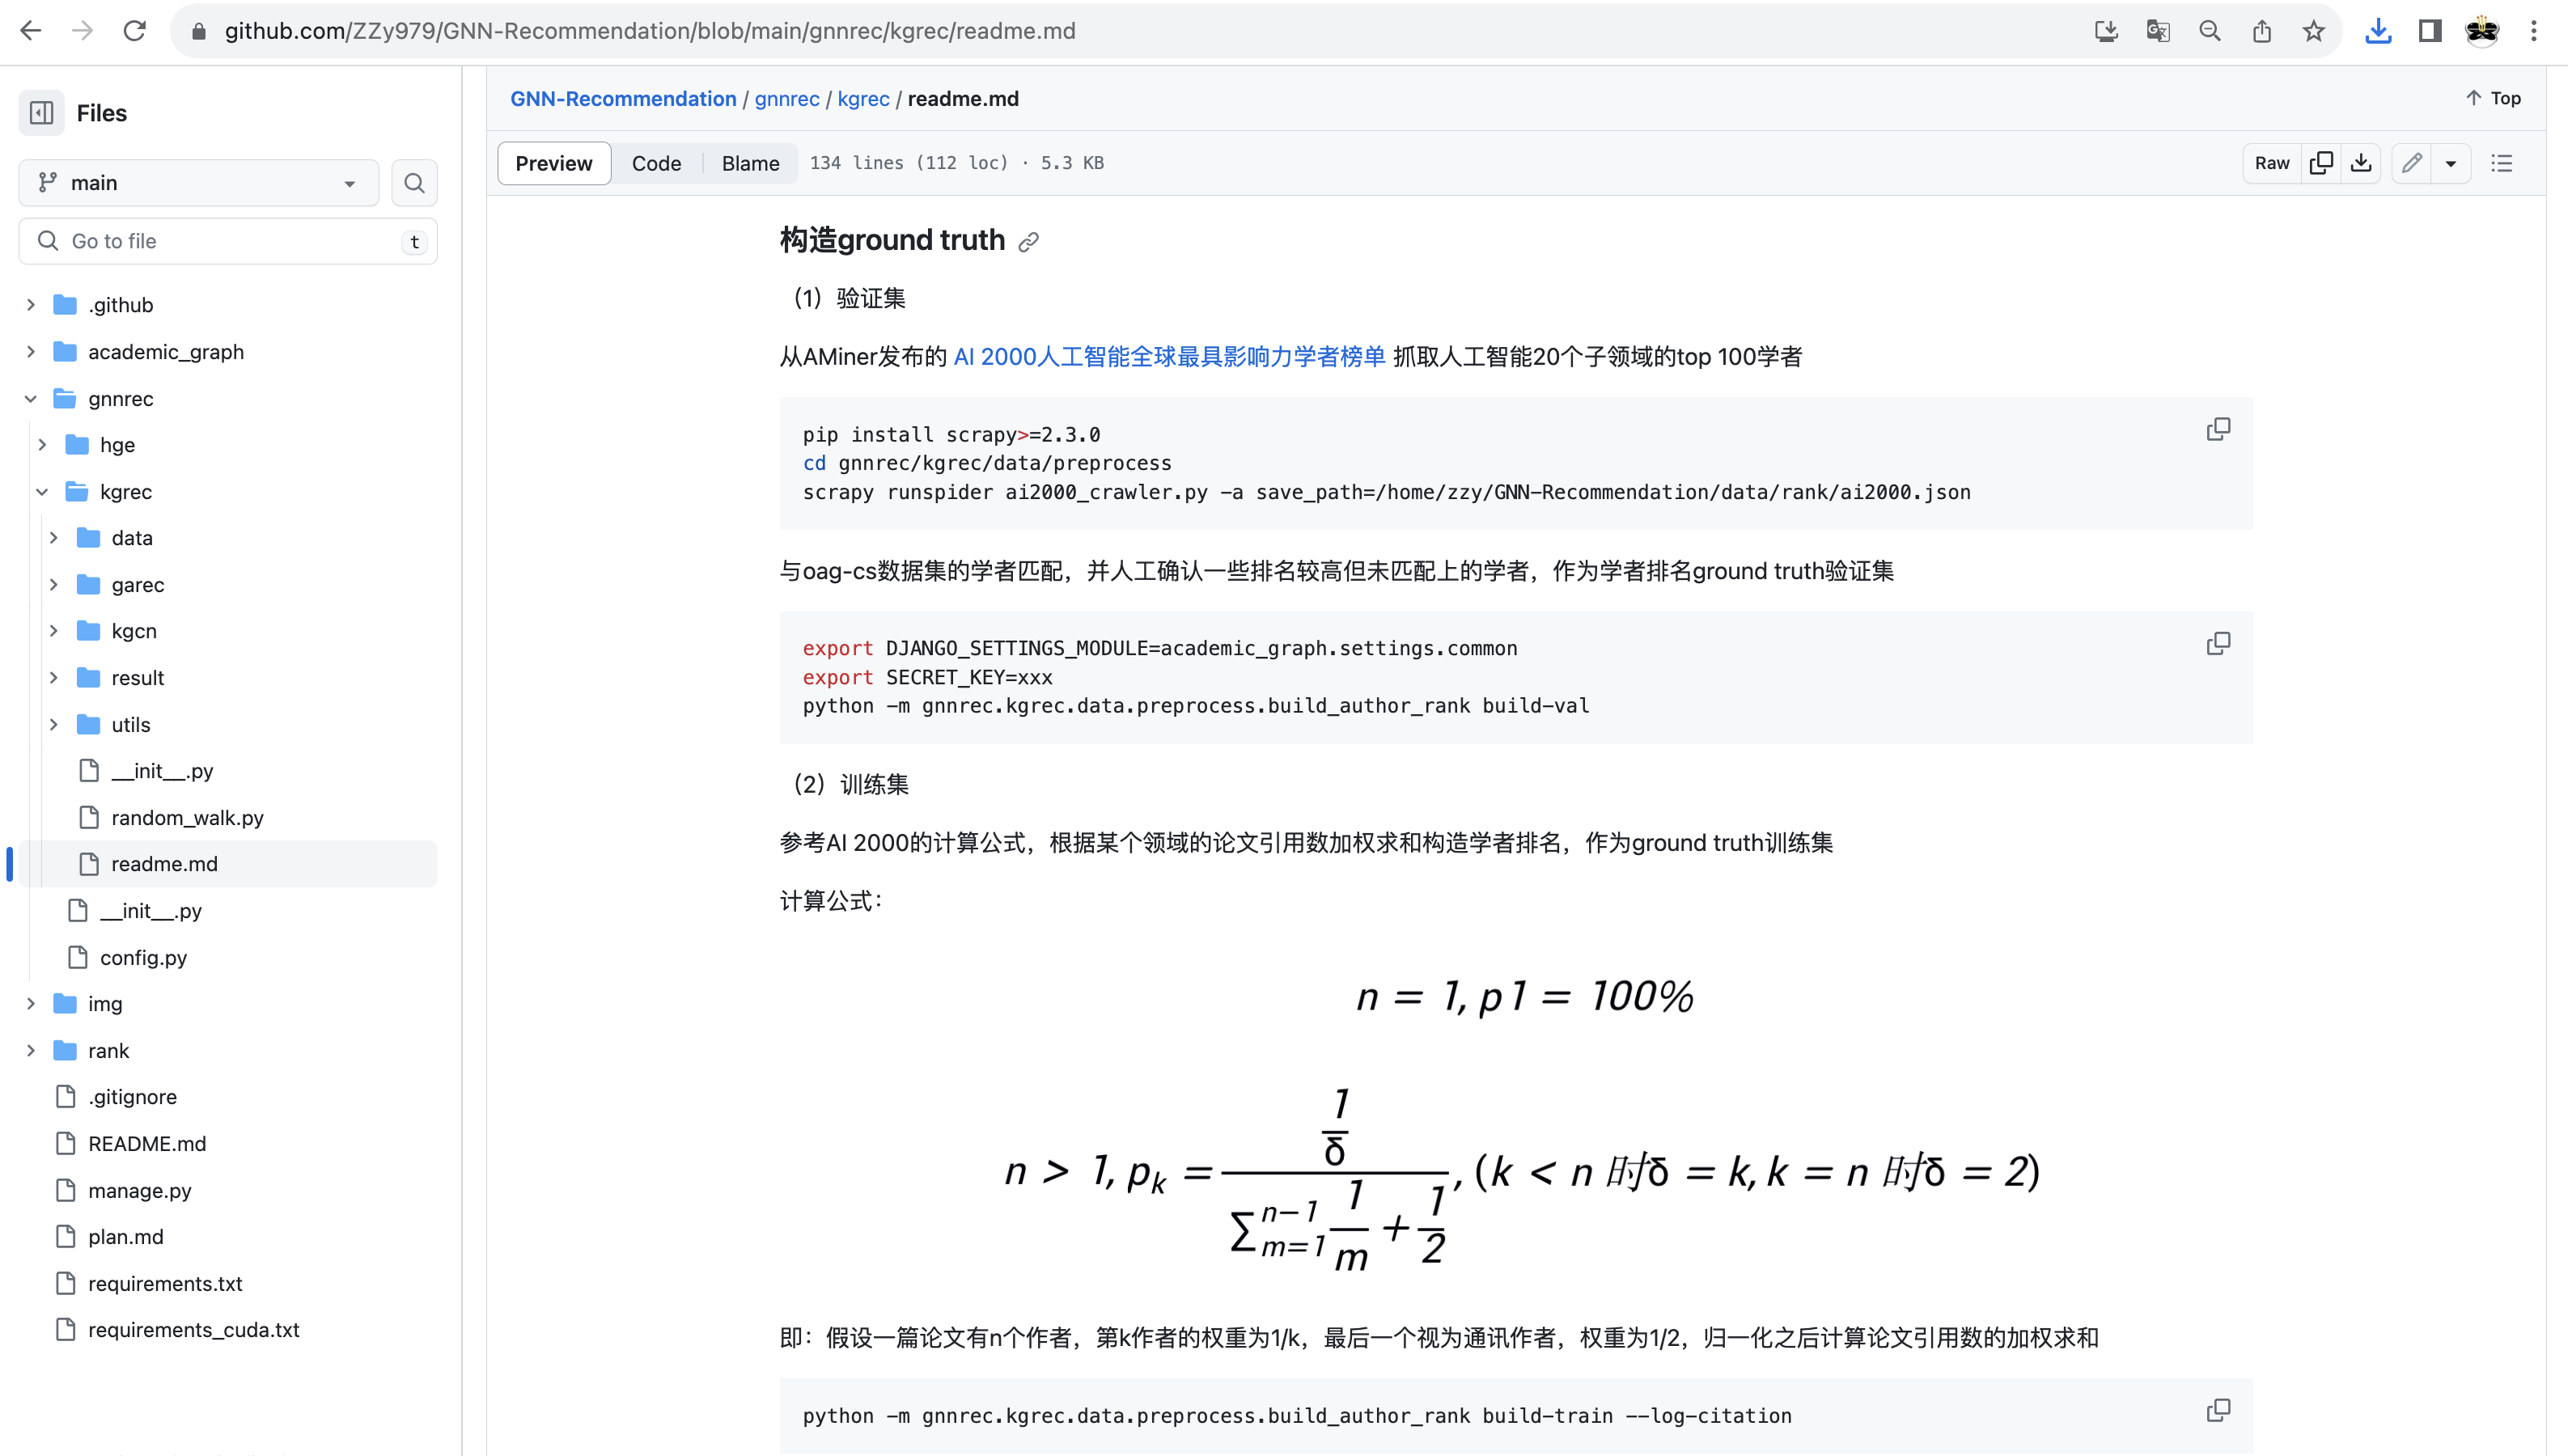 github.com/ZZy979/GNN-Recommendation/blob/main/gnnrec/kgrec/readme.md
Files
main
Go to file
t
.github
academic_graph
gnnrec
hge
kgrec
data
garec
kgcn
result
utils
__init__.py
random_walk.py
readme.md
__init__.py
config.py
img
rank
.gitignore
README.md
manage.py
plan.md
requirements.txt
requirements_cuda.txt
GNN-Recommendation / gnnrec / kgrec / readme.md
Top
Preview Code Blame 134 lines (112 loc) · 5.3 KB
Raw
构造ground truth
（1）验证集
从AMiner发布的 AI 2000人工智能全球最具影响力学者榜单 抓取人工智能20个子领域的top 100学者
pip install scrapy>=2.3.0
cd gnnrec/kgrec/data/preprocess
scrapy runspider ai2000_crawler.py -a save_path=/home/zzy/GNN-Recommendation/data/rank/ai2000.json
与oag-cs数据集的学者匹配，并人工确认一些排名较高但未匹配上的学者，作为学者排名ground truth验证集
export DJANGO_SETTINGS_MODULE=academic_graph.settings.common
export SECRET_KEY=xxx
python -m gnnrec.kgrec.data.preprocess.build_author_rank build-val
（2）训练集
参考AI 2000的计算公式，根据某个领域的论文引用数加权求和构造学者排名，作为ground truth训练集
计算公式：
n = 1, p1 = 100%
n > 1, p_k = \frac{\frac{1}{δ}}{\sum_{m=1}^{n-1} \frac{1}{m} + \frac{1}{2}}, (k < n 时δ = k, k = n 时δ = 2)
即：假设一篇论文有n个作者，第k作者的权重为1/k，最后一个视为通讯作者，权重为1/2，归一化之后计算论文引用数的加权求和
python -m gnnrec.kgrec.data.preprocess.build_author_rank build-train --log-citation